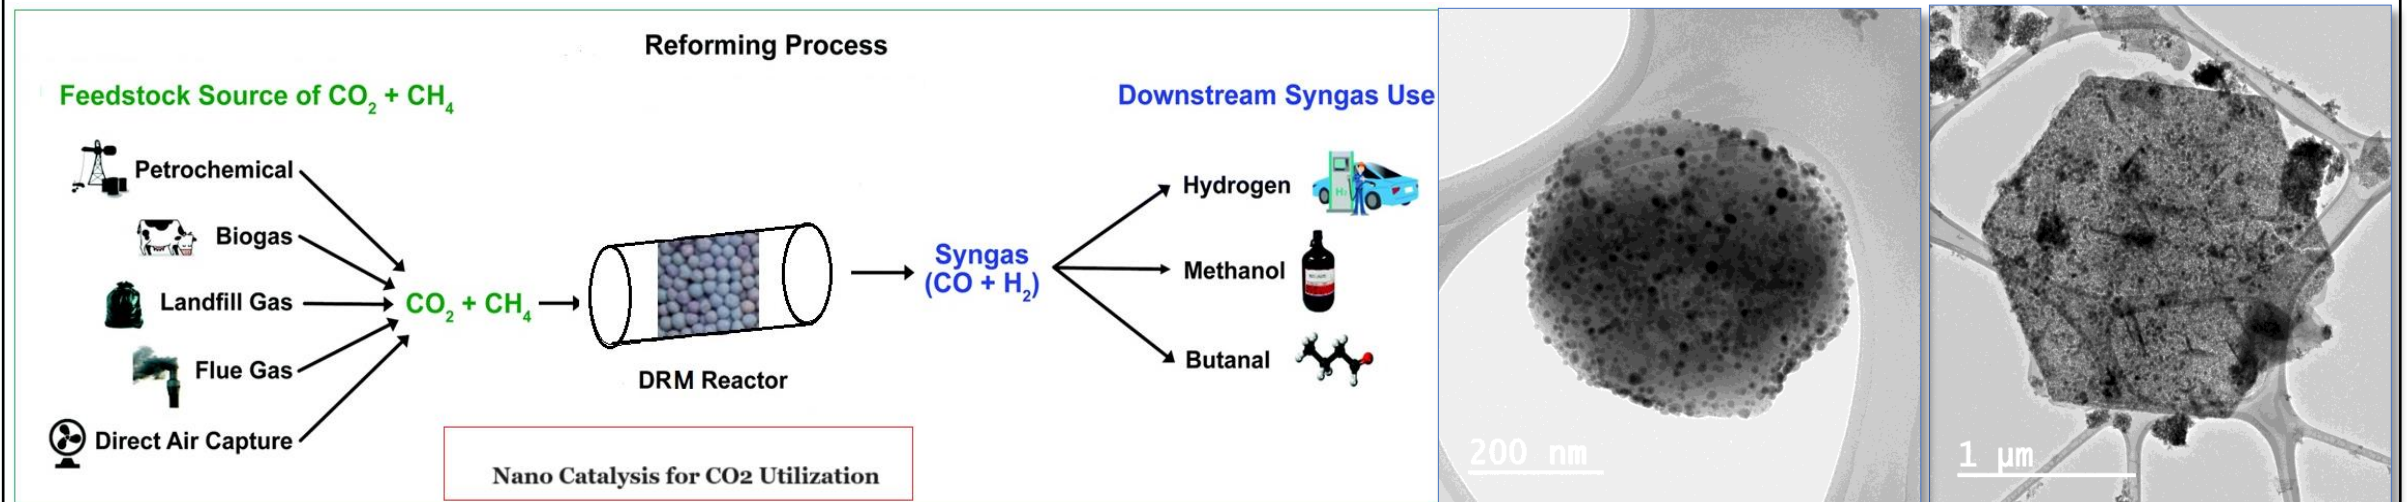 Reforming Process
Feedstock Source of CO₂ + CH₄
Petrochemical
Biogas
Landfill Gas
Flue Gas
Direct Air Capture
CO₂ + CH₄
DRM Reactor
Nano Catalysis for CO2 Utilization
Syngas
(CO + H₂)
Downstream Syngas Use
Hydrogen
Methanol
Butanal
200 nm
1 µm